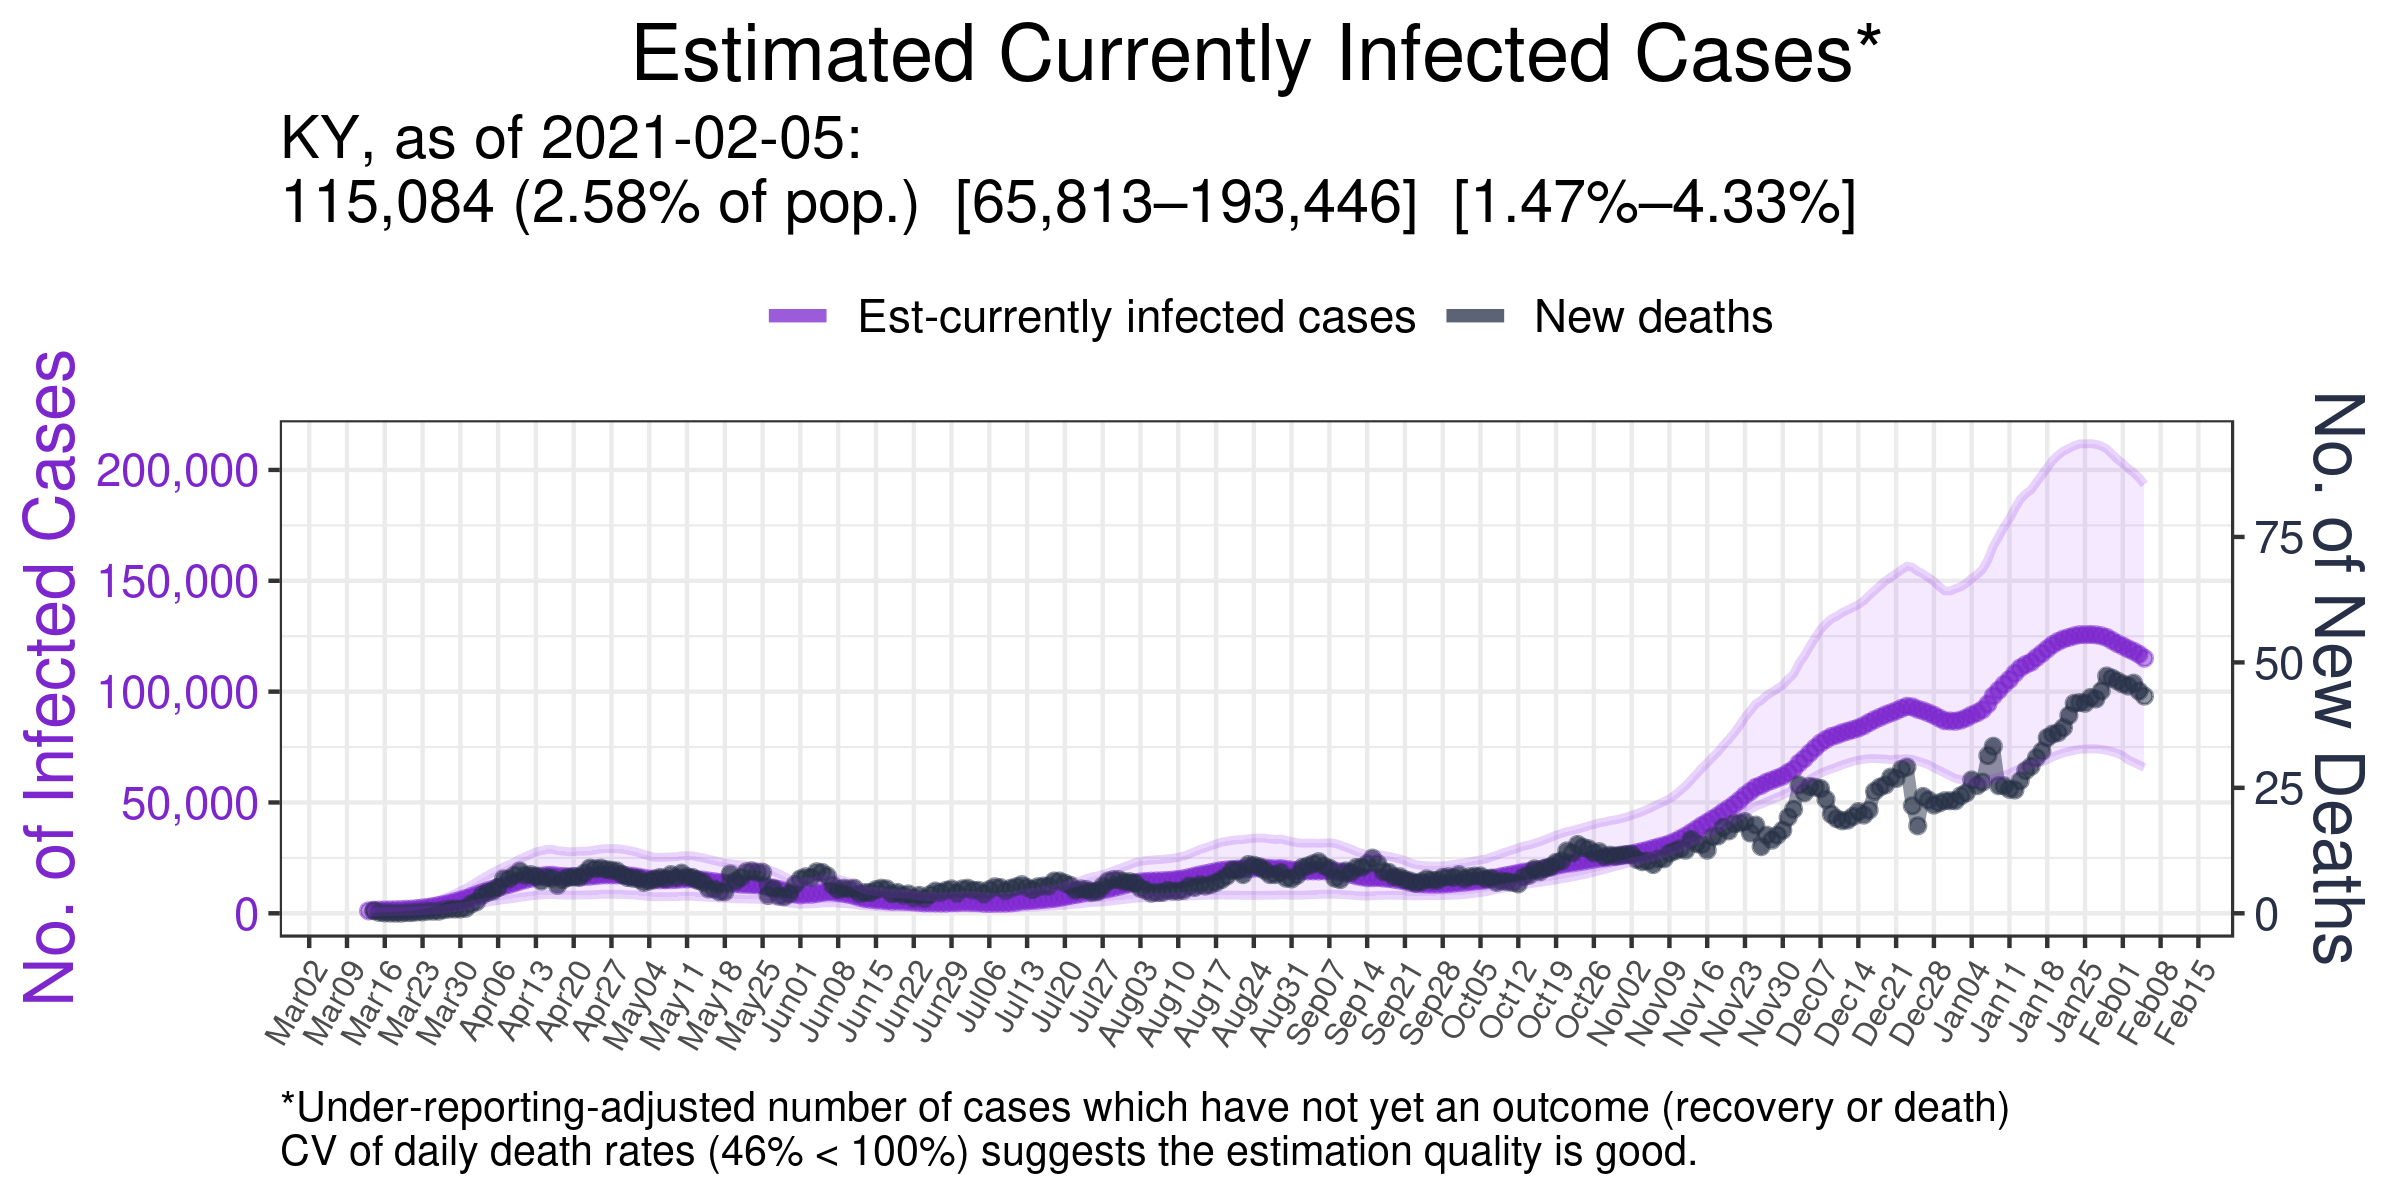 Estimated Currently Infected Cases*
KY, as of 2021-02-05:
115,084 (2.58% of pop.)  [65,813–193,446]  [1.47%–4.33%]
Est-currently infected cases
New deaths
No. of Infected Cases
200,000
150,000
100,000
50,000
0
75
50
25
0
No. of New Deaths
Mar02
Mar09
Mar16
Mar23
Mar30
Apr06
Apr13
Apr20
Apr27
May04
May11
May18
May25
Jun01
Jun08
Jun15
Jun22
Jun29
Jul06
Jul13
Jul20
Jul27
Aug03
Aug10
Aug17
Aug24
Aug31
Sep07
Sep14
Sep21
Sep28
Oct05
Oct12
Oct19
Oct26
Nov02
Nov09
Nov16
Nov23
Nov30
Dec07
Dec14
Dec21
Dec28
Jan04
Jan11
Jan18
Jan25
Feb01
Feb08
Feb15
*Under-reporting-adjusted number of cases which have not yet an outcome (recovery or death)
CV of daily death rates (46% < 100%) suggests the estimation quality is good.